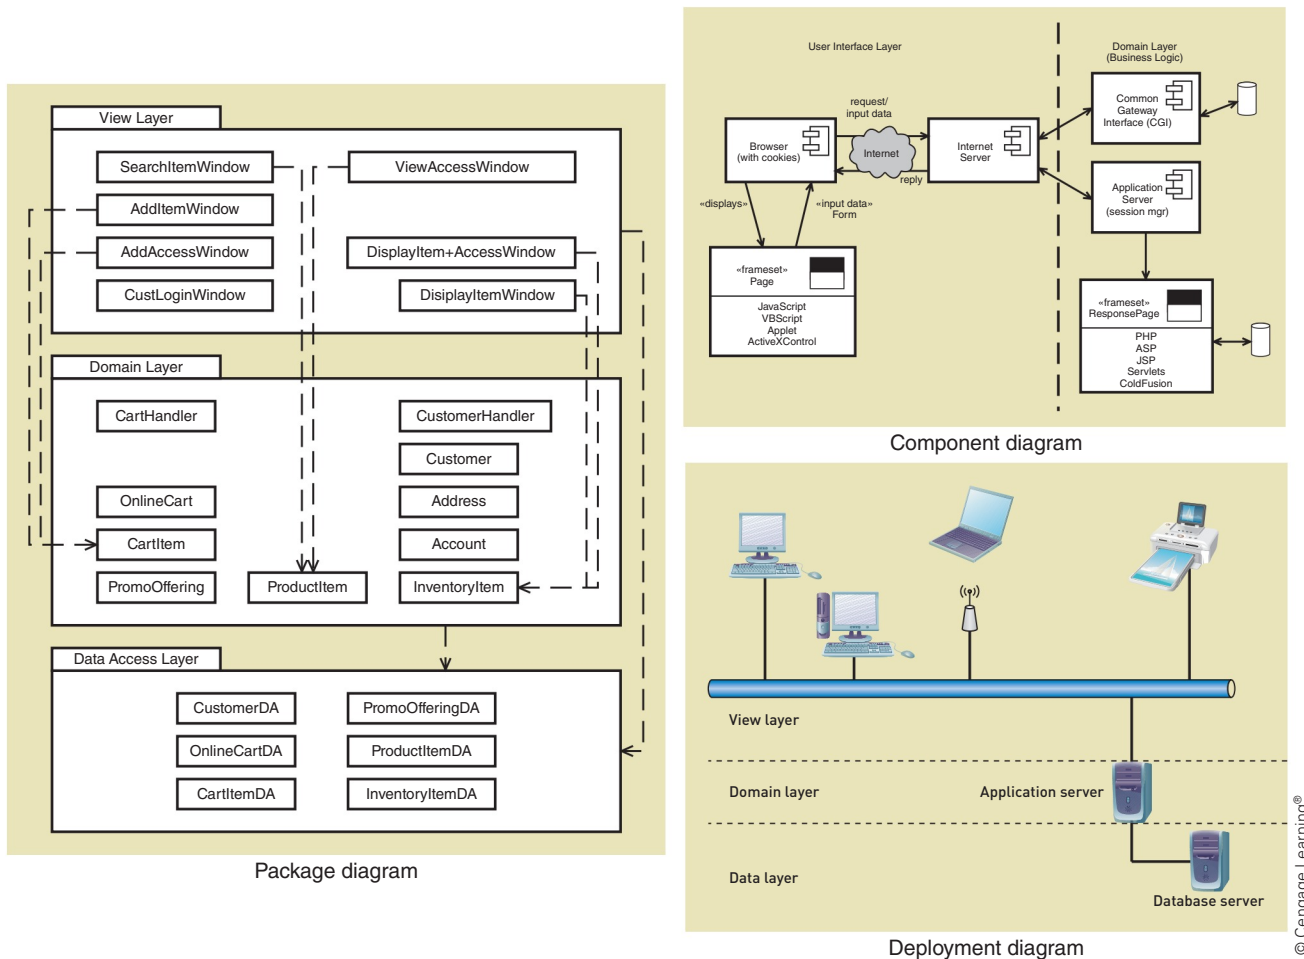 View Layer
SearchItemWindow
ViewAccessWindow
AddItemWindow
AddAccessWindow
DisplayItem+AccessWindow
CustLoginWindow
DisiplayItemWindow
Domain Layer
CartHandler
CustomerHandler
Customer
OnlineCart
Address
CartItem
Account
PromoOffering
ProductItem
InventoryItem
Data Access Layer
CustomerDA
PromoOfferingDA
OnlineCartDA
ProductItemDA
CartItemDA
InventoryItemDA
Package diagram
User Interface Layer
Domain Layer
(Business Logic)
request/
input data
Browser
(with cookies)
Internet
reply
Internet
Server
Common
Gateway
Interface (CGI)
Application
Server
(session mgr)
«displays»
«input data»
Form
«frameset»
Page
JavaScript
VBScript
Applet
ActiveXControl
«frameset»
ResponsePage
PHP
ASP
JSP
Servlets
ColdFusion
Component diagram
View layer
Domain layer
Application server
Data layer
Database server
Deployment diagram
© Cengage Learning®